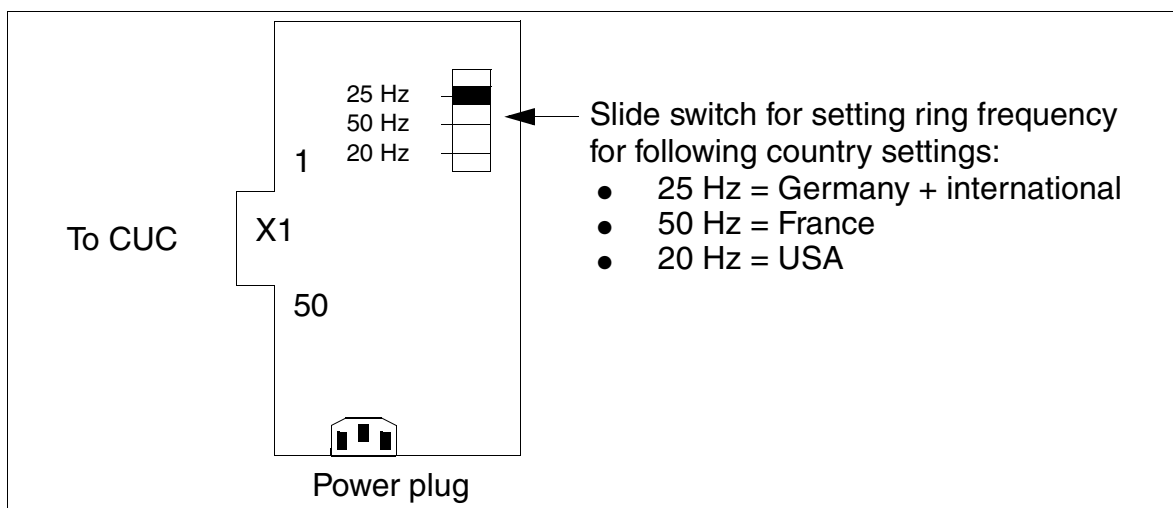 25 Hz
50 Hz
20 Hz
1
X1
50
To CUC
Power plug
Slide switch for setting ring frequency
for following country settings:
● 25 Hz = Germany + international
● 50 Hz = France
● 20 Hz = USA